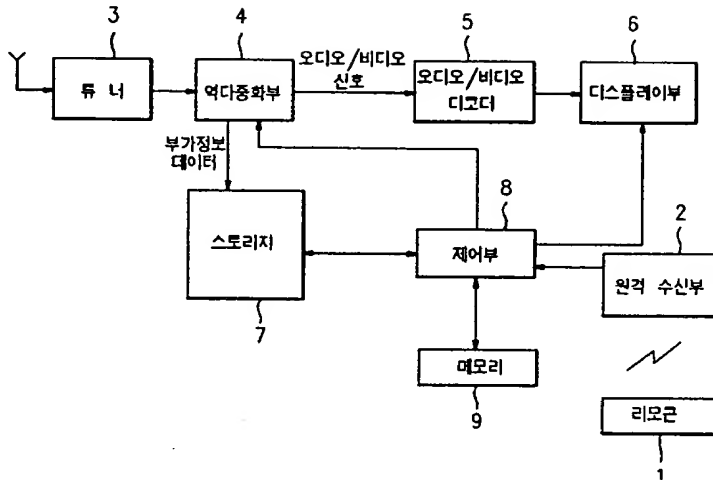 3
튜 너
4
역다중화부
오디오/비디오
신호
5
오디오/비디오
디코더
6
디스플레이부
부가정보
데이터
스토리지
7
8
제어부
2
원격 수신부
메모리
9
리모콘
1